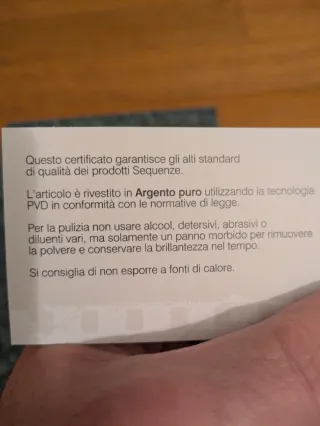 Questo certificato garantisce gli alti standard
di qualità dei prodotti Sequenze.
L'articolo è rivestito in Argento puro utilizzando la tecnologia
PVD in conformità con le normative di legge.
Per la pulizia non usare alcool, detersivi, abrasivi o
diluenti vari, ma solamente un panno morbido per rimuovere
la polvere e conservare la brillantezza nel tempo.
Si consiglia di non esporre a fonti di calore.